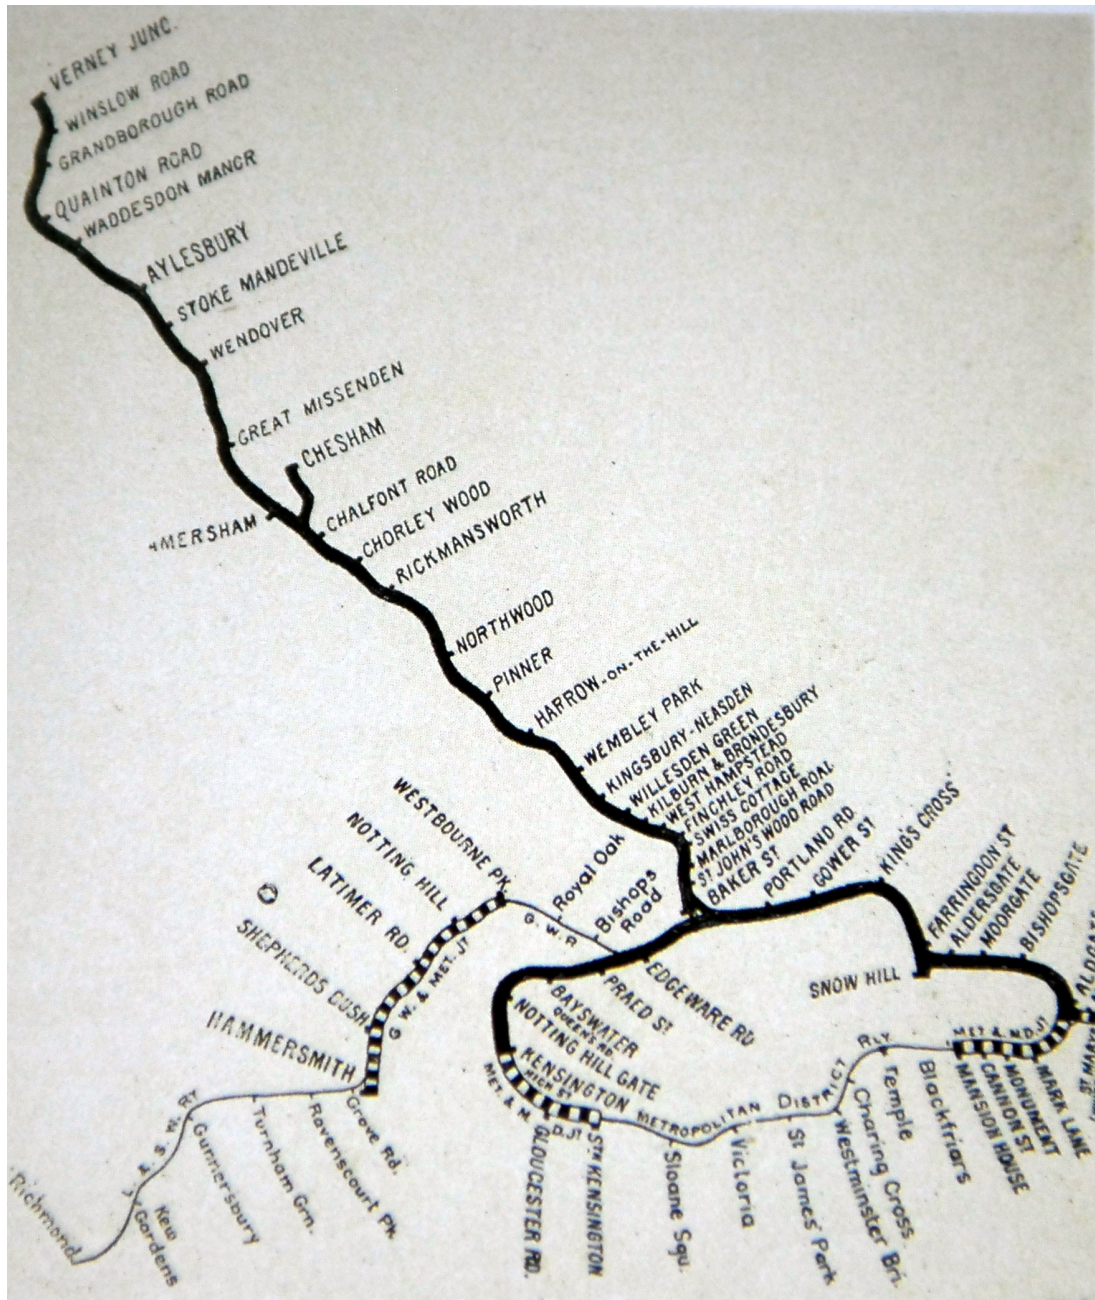 VERNEY JUNC.
WINSLOW ROAD
GRANDBOROUGH ROAD
QUAINTON ROAD
WADDESDON MANOR
AYLESBURY
STOKE MANDEVILLE
WENDOVER
GREAT MISSENDEN
CHESHAM
AMERSHAM
CHALFONT ROAD
CHORLEY WOOD
RICKMANSWORTH
NORTHWOOD
PINNER
HARROW-ON-THE-HILL
WEMBLEY PARK
KINGSBURY-NEASDEN
WILLESDEN GREEN
KILBURN & BRONDESBURY
WEST HAMPSTEAD
FINCHLEY ROAD
SWISS COTTAGE
MARLBOROUGH ROAD
ST JOHN'S WOOD ROAD
BAKER ST
PORTLAND RD
GOWER ST
KING'S CROSS
FARRINGDON ST
ALDERSGATE
MOORGATE
BISHOPSGATE
ALDGATE
ST MARY
SNOW HILL
WESTBOURNE PK.
NOTTING HILL
LATIMER RD.
SHEPHERDS BUSH
HAMMERSMITH
G. W. & MET. JT
Royal Oak
G. W. R
Bishops
Road
EDGEWARE RD
PRAED ST
BAYSWATER
QUEEN'S RD.
NOTTING HILL GATE
KENSINGTON
HIGH ST
MET. & M. D. JT
GLOUCESTER RD.
STH KENSINGTON
METROPOLITAN DISTRICT RLY
Sloane Squ.
Victoria
St James' Park
Westminster Bri.
Charing Cross
Temple
Blackfriars
MET & M.D. JT
MANSION HOUSE
CANNON ST
MONUMENT
MARK LANE
Grove Rd.
Ravenscourt Pk.
Turnham Grn.
Gunnersbury
L. & S. W. RY
Kew
Gardens
Richmond